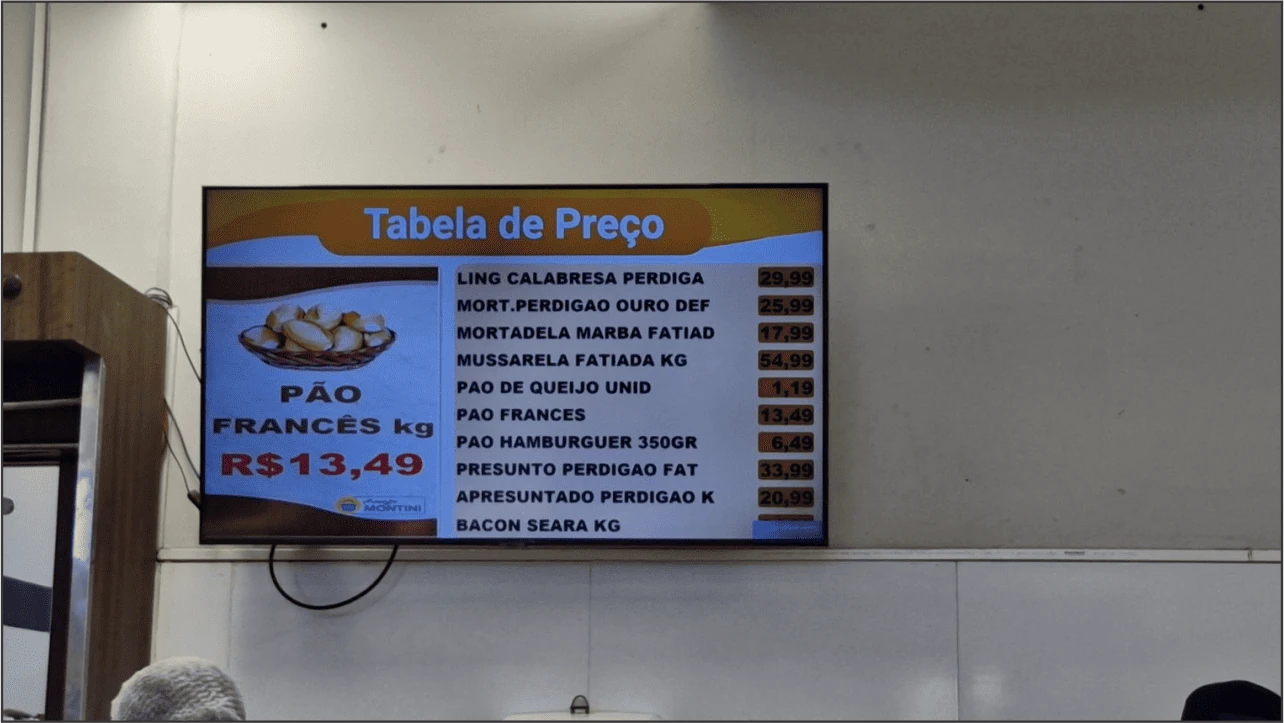 Tabela de Preço
PÃO
FRANCÊS kg
R$13,49
MONTINI
LING CALABRESA PERDIGA 29,99
MORT.PERDIGAO OURO DEF 25,99
MORTADELA MARBA FATIAD 17,99
MUSSARELA FATIADA KG 54,99
PAO DE QUEIJO UNID 1,19
PAO FRANCES 13,49
PAO HAMBURGUER 350GR 6,49
PRESUNTO PERDIGAO FAT 33,99
APRESUNTADO PERDIGAO K 20,99
BACON SEARA KG